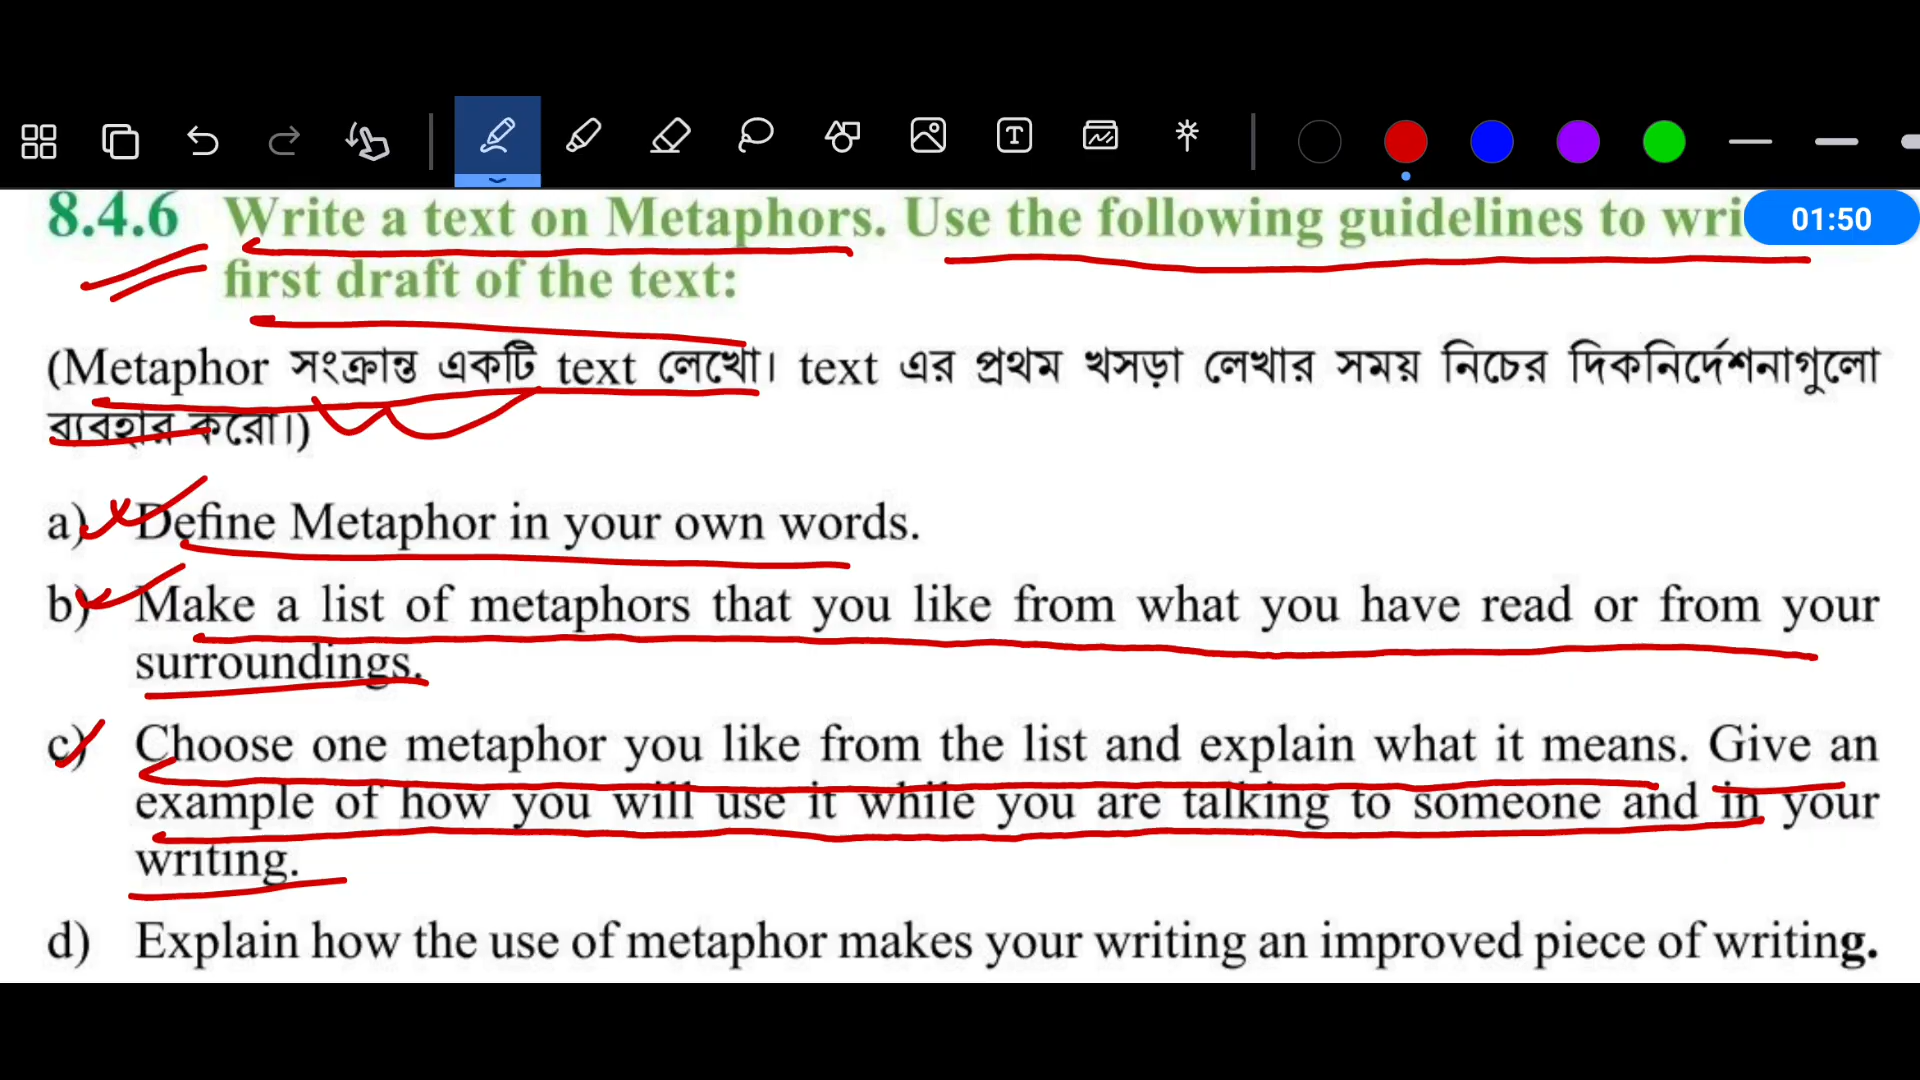 8.4.6 Write a text on Metaphors. Use the following guidelines to wri
01:50
first draft of the text:
(Metaphor সংক্রান্ত একটি text লেখো। text এর প্রথম খসড়া লেখার সময় নিচের দিকনির্দেশনাগুলো
ব্যবহার করো।)
a) Define Metaphor in your own words.
b) Make a list of metaphors that you like from what you have read or from your
surroundings.
c) Choose one metaphor you like from the list and explain what it means. Give an
example of how you will use it while you are talking to someone and in your
writing.
d) Explain how the use of metaphor makes your writing an improved piece of writing.